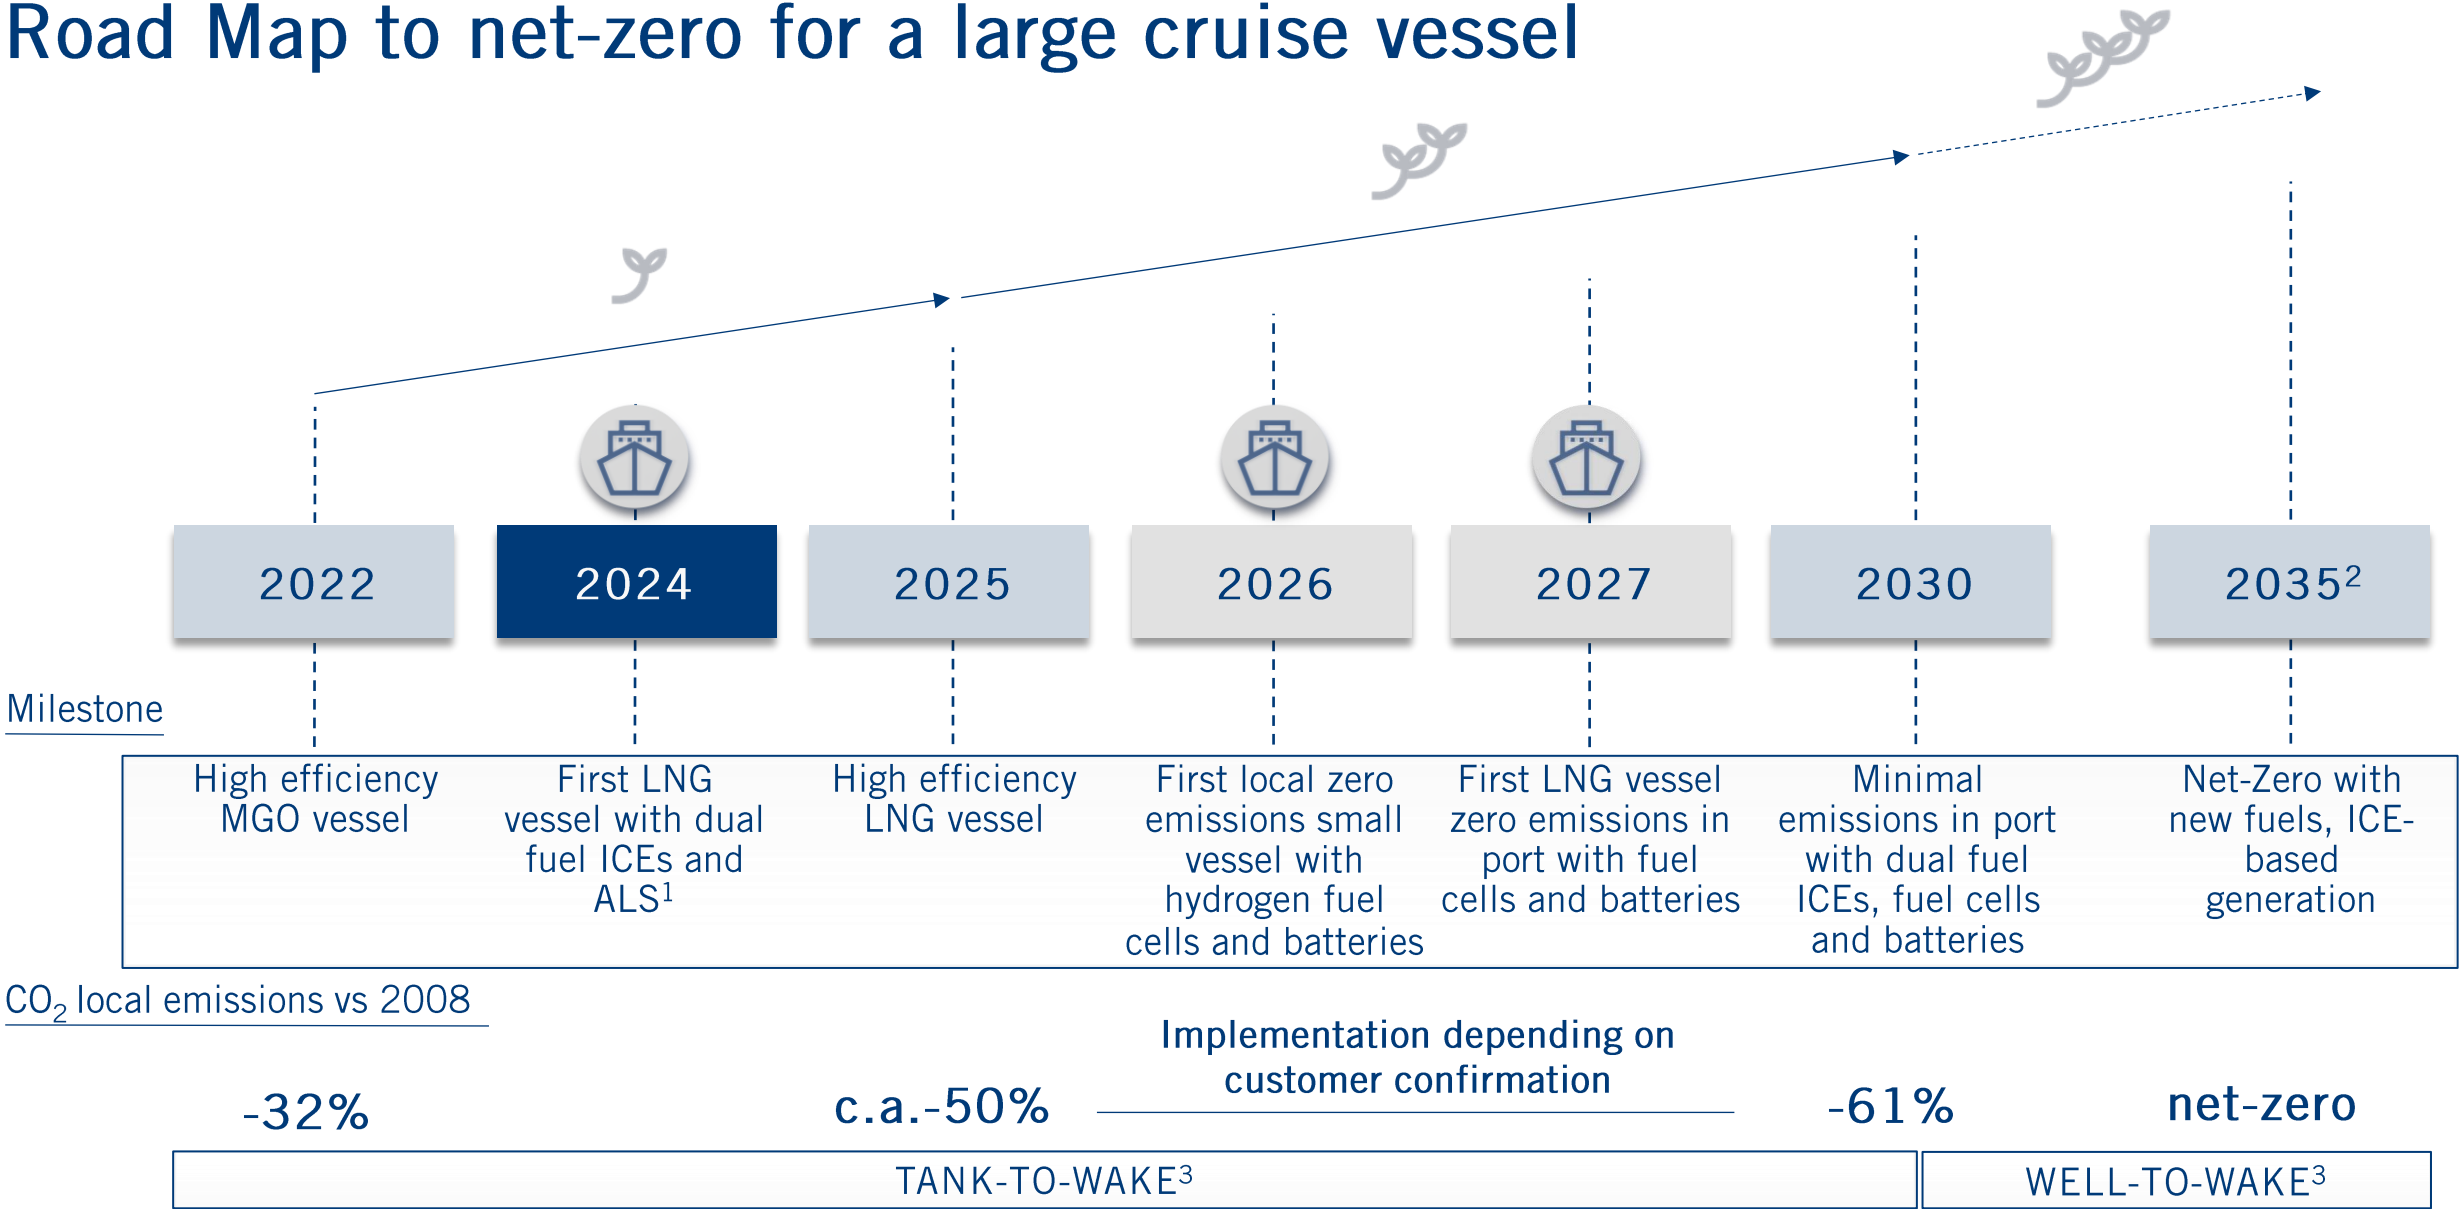 Road Map to net-zero for a large cruise vessel
2022
2024
2025
2026
2027
2030
2035²
Milestone
High efficiency
MGO vessel
First LNG
vessel with dual
fuel ICEs and
ALS¹
High efficiency
LNG vessel
First local zero
emissions small
vessel with
hydrogen fuel
cells and batteries
First LNG vessel
zero emissions in
port with fuel
cells and batteries
Minimal
emissions in port
with dual fuel
ICEs, fuel cells
and batteries
Net-Zero with
new fuels, ICE-
based
generation
CO₂ local emissions vs 2008
-32%
c.a.-50%
Implementation depending on
customer confirmation
-61%
net-zero
TANK-TO-WAKE³
WELL-TO-WAKE³